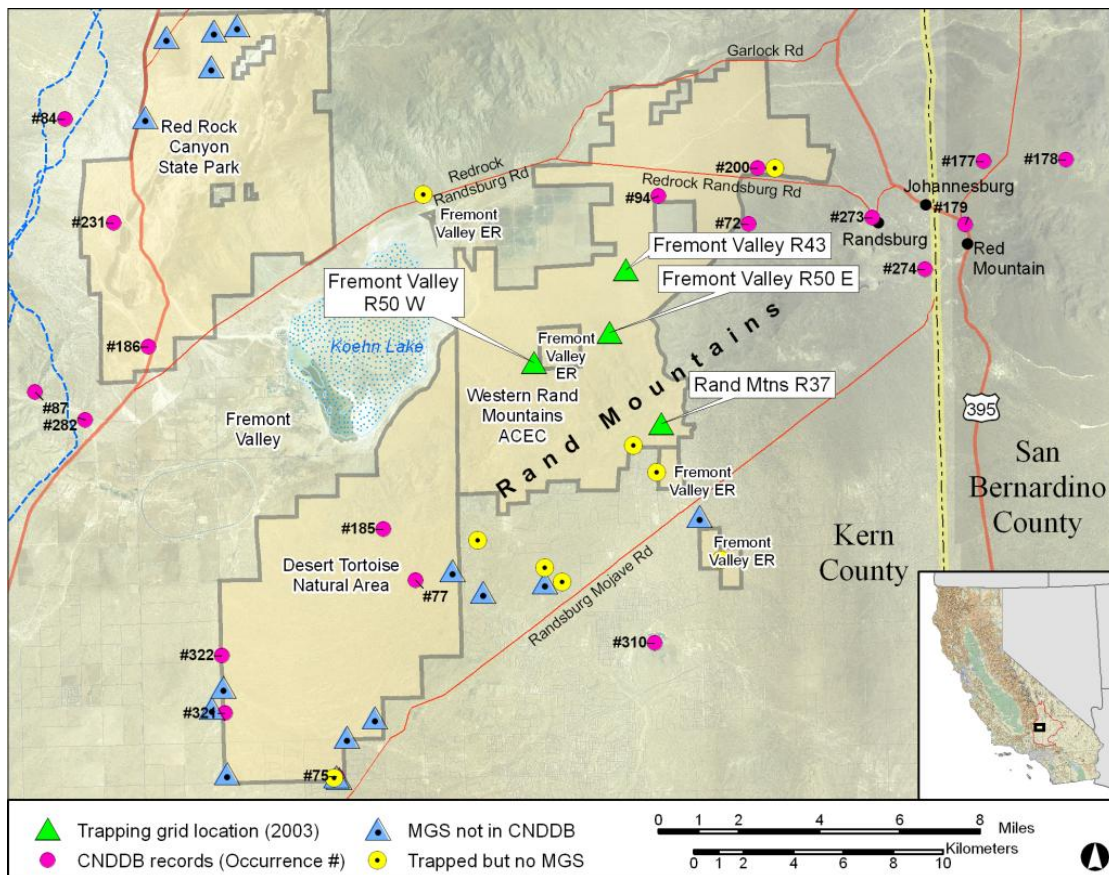 Garlock Rd
#84
Red Rock
Canyon
State Park
#200
#177
#178
Redrock
Randsburg Rd
Redrock Randsburg Rd
Johannesburg
#94
#179
#231
Fremont
Valley ER
#72
#273
Randsburg
Red
Mountain
Fremont Valley R43
#274
Fremont Valley
R50 W
Fremont Valley R50 E
#186
Koehn Lake
Fremont
Valley
ER
Rand Mountains
Western Rand
Mountains
ACEC
Rand Mtns R37
#87
#282
Fremont
Valley
395
San
Bernardino
County
Fremont
Valley ER
#185
Kern
County
Fremont
Valley ER
Desert Tortoise
Natural Area
#77
Randsburg Mojave Rd
#310
#322
#321
#75
Trapping grid location (2003)
CNDDB records (Occurrence #)
MGS not in CNDDB
Trapped but no MGS
0 2 4 6 8
Miles
Kilometers
0 1 2 4 6 8 10